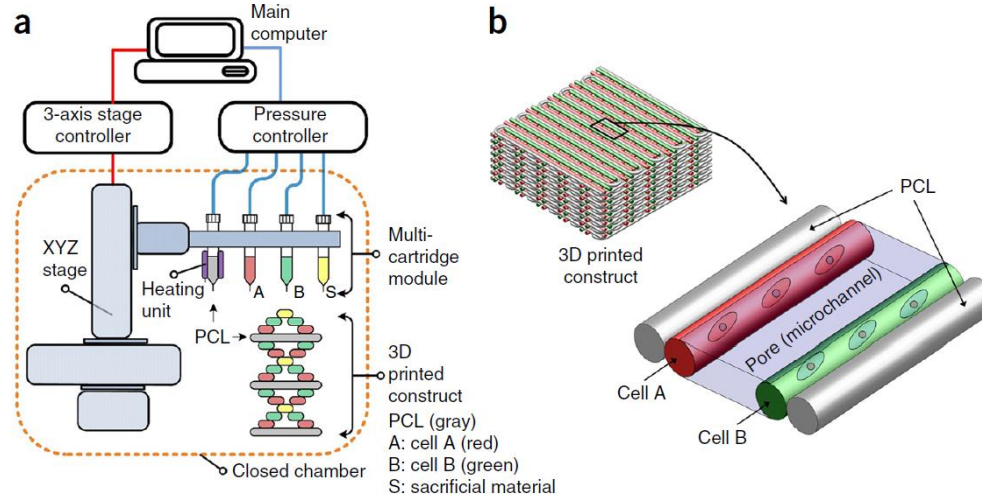 a
Main
computer
3-axis stage
controller
Pressure
controller
XYZ
stage
Heating
unit
A
B
S
Multi-
cartridge
module
PCL
3D
printed
construct
PCL (gray)
A: cell A (red)
B: cell B (green)
S: sacrificial material
Closed chamber
b
3D printed
construct
PCL
Pore (microchannel)
Cell A
Cell B